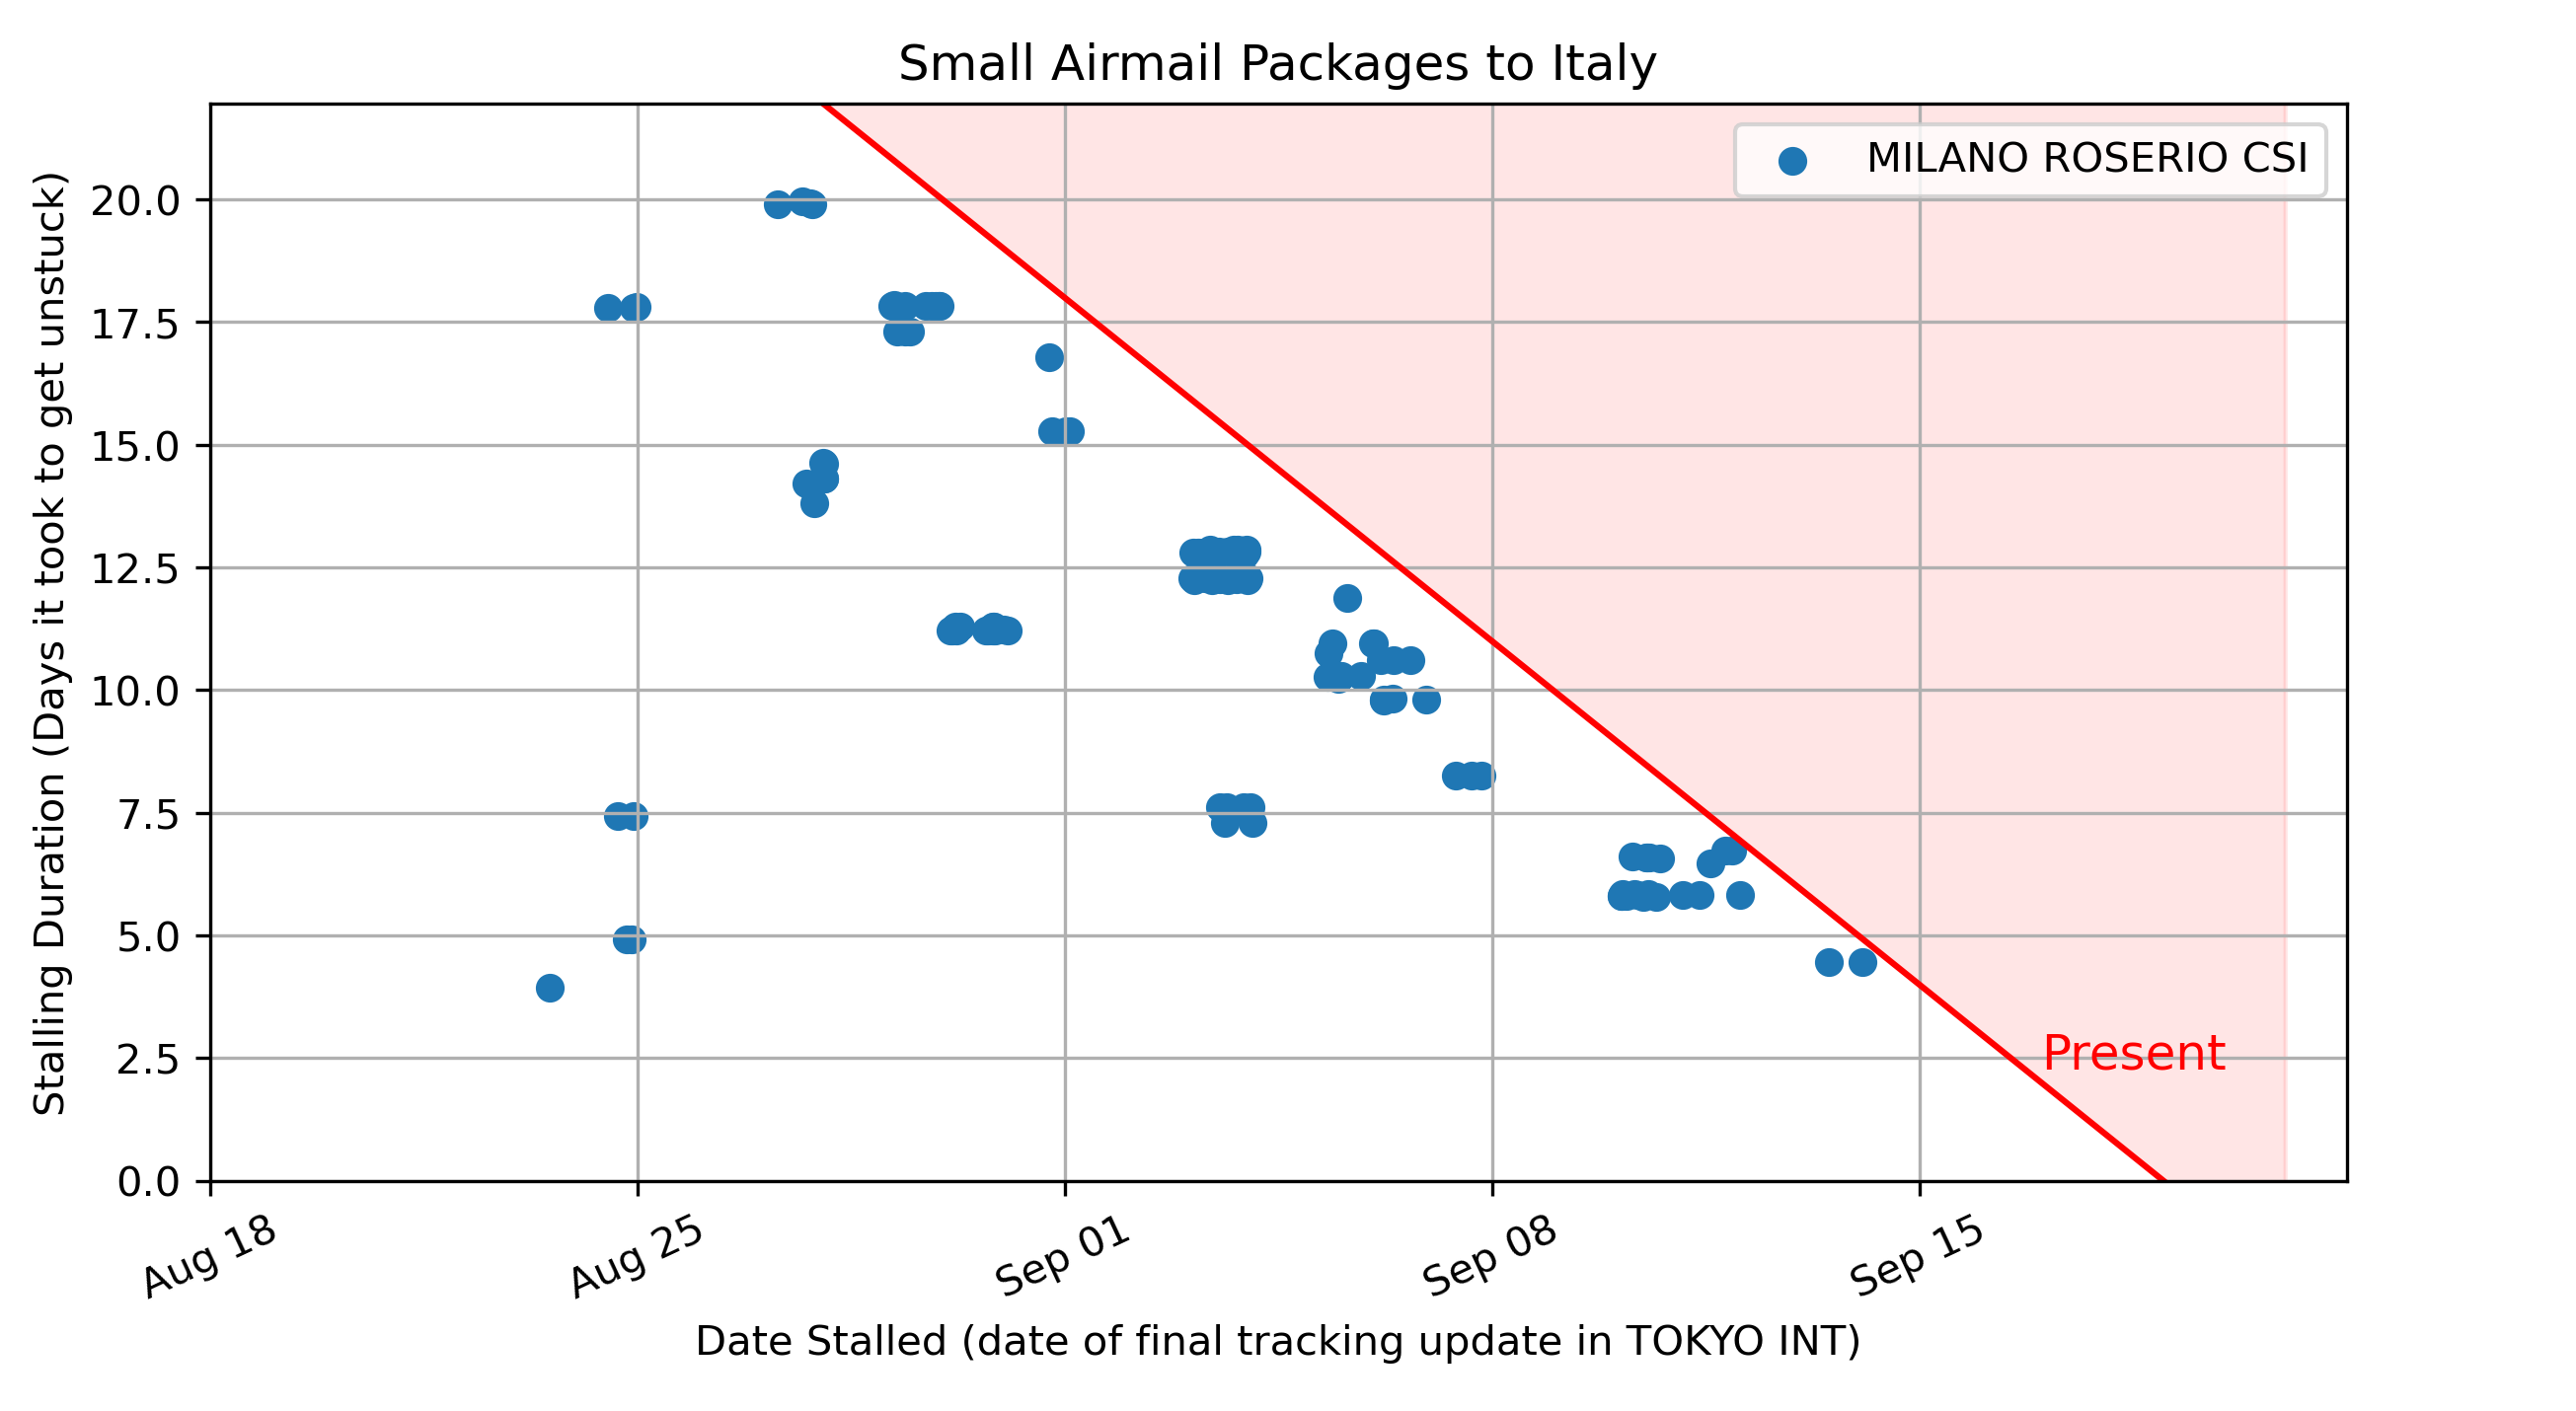 Small Airmail Packages to Italy
MILANO ROSERIO CSI
Stalling Duration (Days it took to get unstuck)
20.0
17.5
15.0
12.5
10.0
7.5
5.0
2.5
0.0
Present
Aug 18
Aug 25
Sep 01
Sep 08
Sep 15
Date Stalled (date of final tracking update in TOKYO INT)